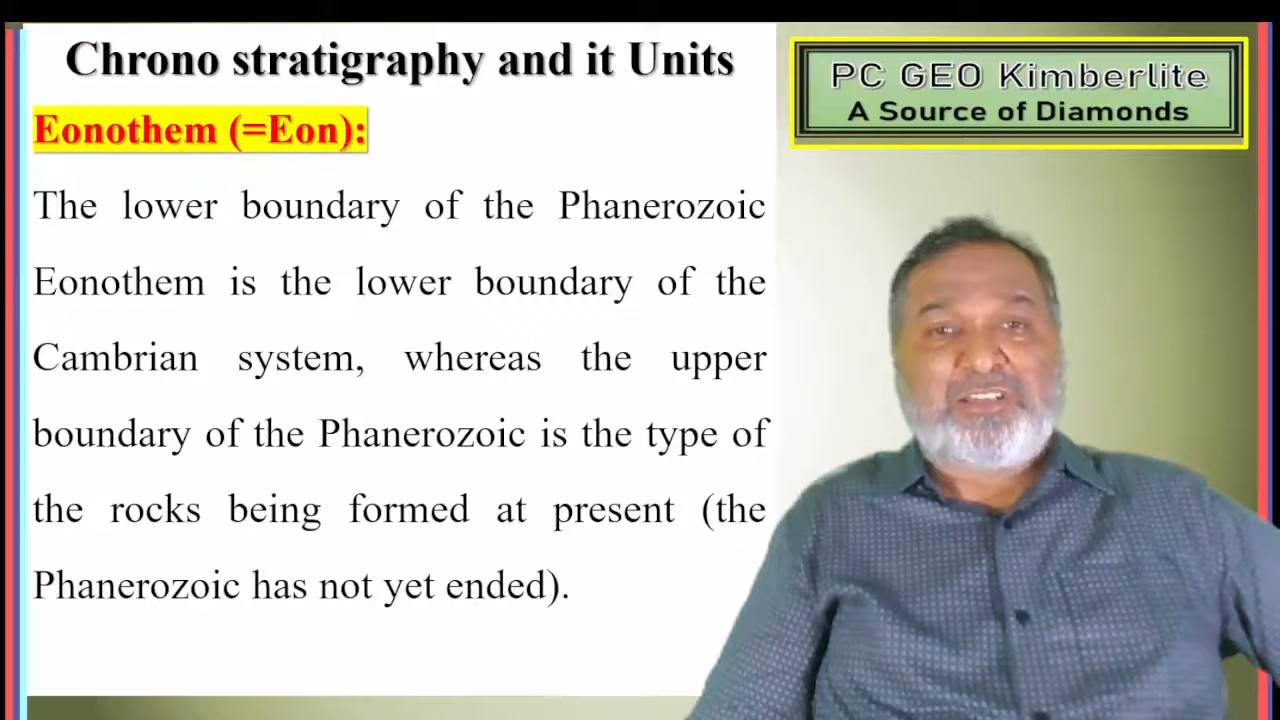 Chrono stratigraphy and it Units
PC GEO Kimberlite
A Source of Diamonds
Eonothem (=Eon):
The lower boundary of the Phanerozoic
Eonothem is the lower boundary of the
Cambrian system, whereas the upper
boundary of the Phanerozoic is the type of
the rocks being formed at present (the
Phanerozoic has not yet ended).